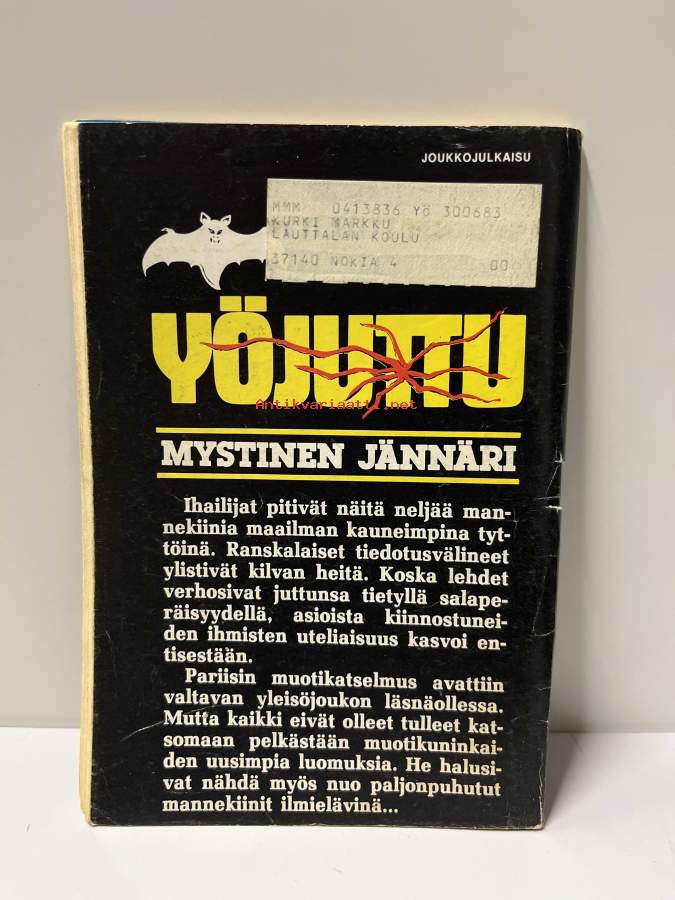 JOUKKOJULKAISU
MMM 0413836 YÖ 300683
KURKI MARKKU
LAUTTALAN KOULU
37140 NOKIA 4 00
YÖJUTTU
Antikvariaatti.net
MYSTINEN JÄNNÄRI
Ihailijat pitivät näitä neljää man-
nekiinia maailman kauneimpina tyt-
töinä. Ranskalaiset tiedotusvälineet
ylistivät kilvan heitä. Koska lehdet
verhosivat juttunsa tietyllä salape-
räisyydellä, asioista kiinnostunei-
den ihmisten uteliaisuus kasvoi en-
tisestään.
Pariisin muotikatselmus avattiin
valtavan yleisöjoukon läsnäollessa.
Mutta kaikki eivät olleet tulleet kat-
somaan pelkästään muotikuninkai-
den uusimpia luomuksia. He halusi-
vat nähdä myös nuo paljonpuhutut
mannekiinit ilmielävinä...